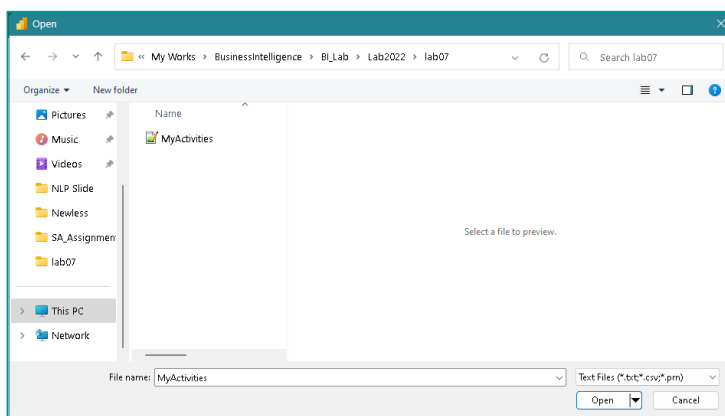 Open
« My Works › BusinessIntelligence › BI_Lab › Lab2022 › lab07
Search lab07
Organize
New folder
Pictures
Music
Videos
NLP Slide
Newless
SA_Assignmen
lab07
This PC
Network
Name
MyActivities
Select a file to preview.
File name: MyActivities
Text Files (*.txt;*.csv;*.prn)
Open
Cancel